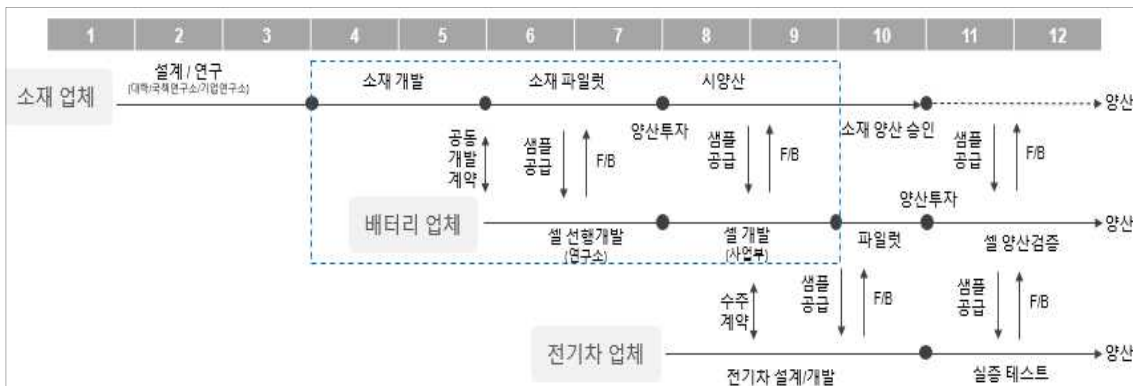 1 2 3 4 5 6 7 8 9 10 11 12
설계 / 연구
(대학/국책연구소/기업연구소)
소재 개발
소재 파일럿
시양산
소재 업체
양산
양산투자
소재 양산 승인
공동
개발
계약
샘플
공급
F/B
샘플
공급
F/B
샘플
공급
F/B
양산투자
배터리 업체
양산
셀 선행개발
(연구소)
셀 개발
(사업부)
파일럿
셀 양산검증
수주
계약
샘플
공급
F/B
샘플
공급
F/B
전기차 업체
양산
전기차 설계/개발
실증 테스트